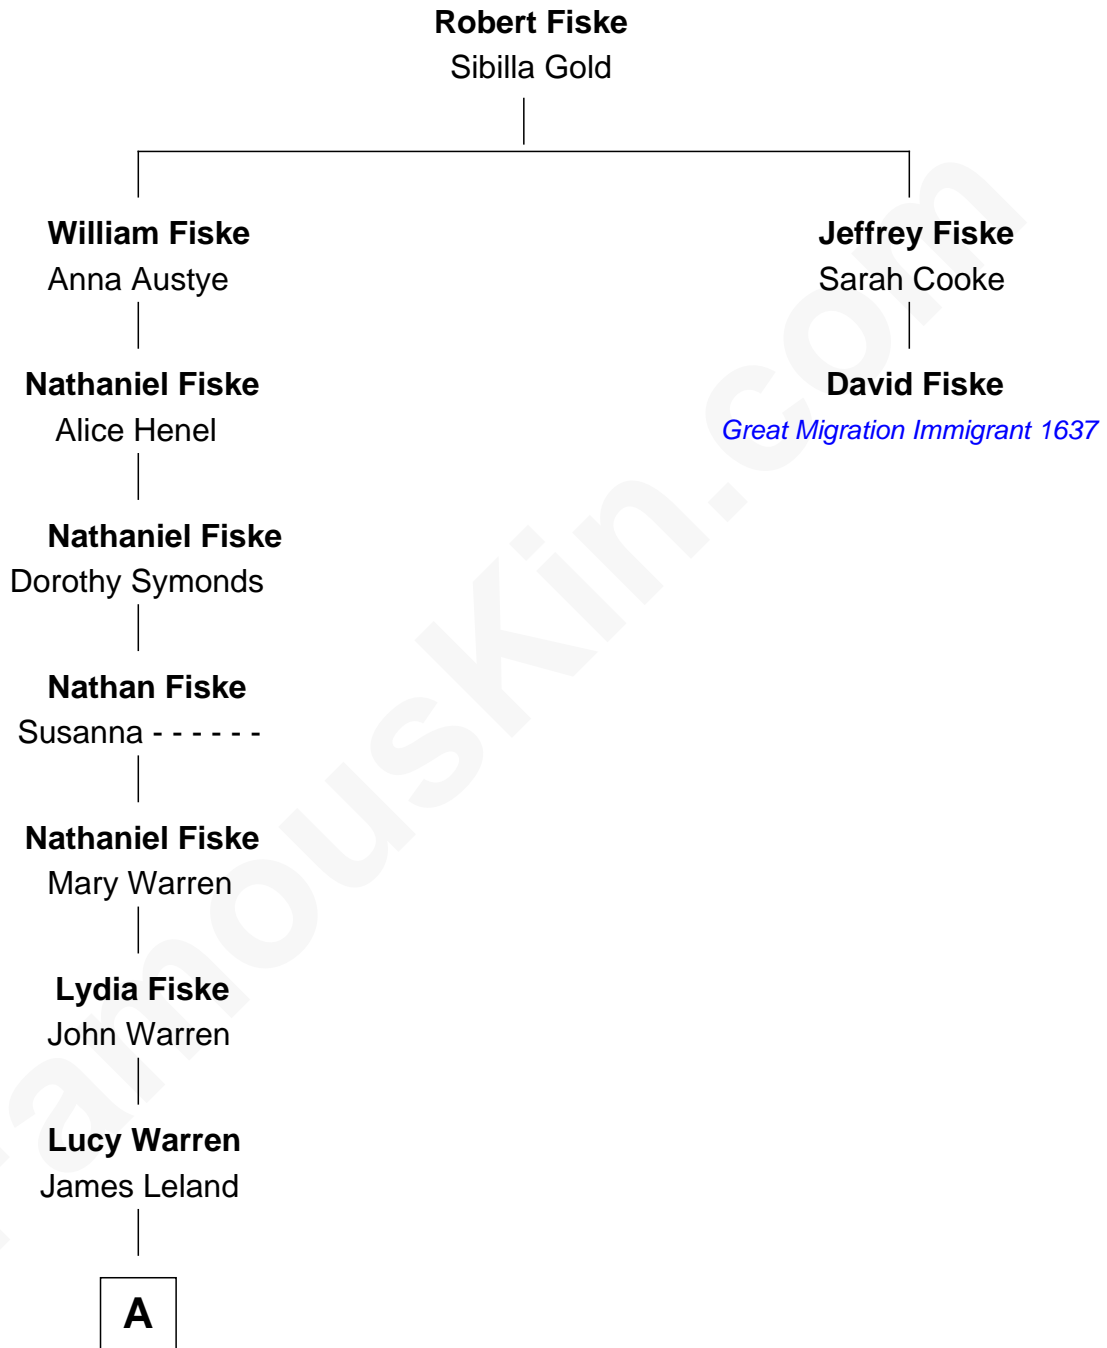 Robert Fiske
Sibilla Gold
William Fiske
Anna Austye
Jeffrey Fiske
Sarah Cooke
Nathaniel Fiske
Alice Henel
David Fiske
Great Migration Immigrant 1637
Nathaniel Fiske
Dorothy Symonds
Nathan Fiske
Susanna - - - - - -
Nathaniel Fiske
Mary Warren
Lydia Fiske
John Warren
Lucy Warren
James Leland
A
FamousKin.com